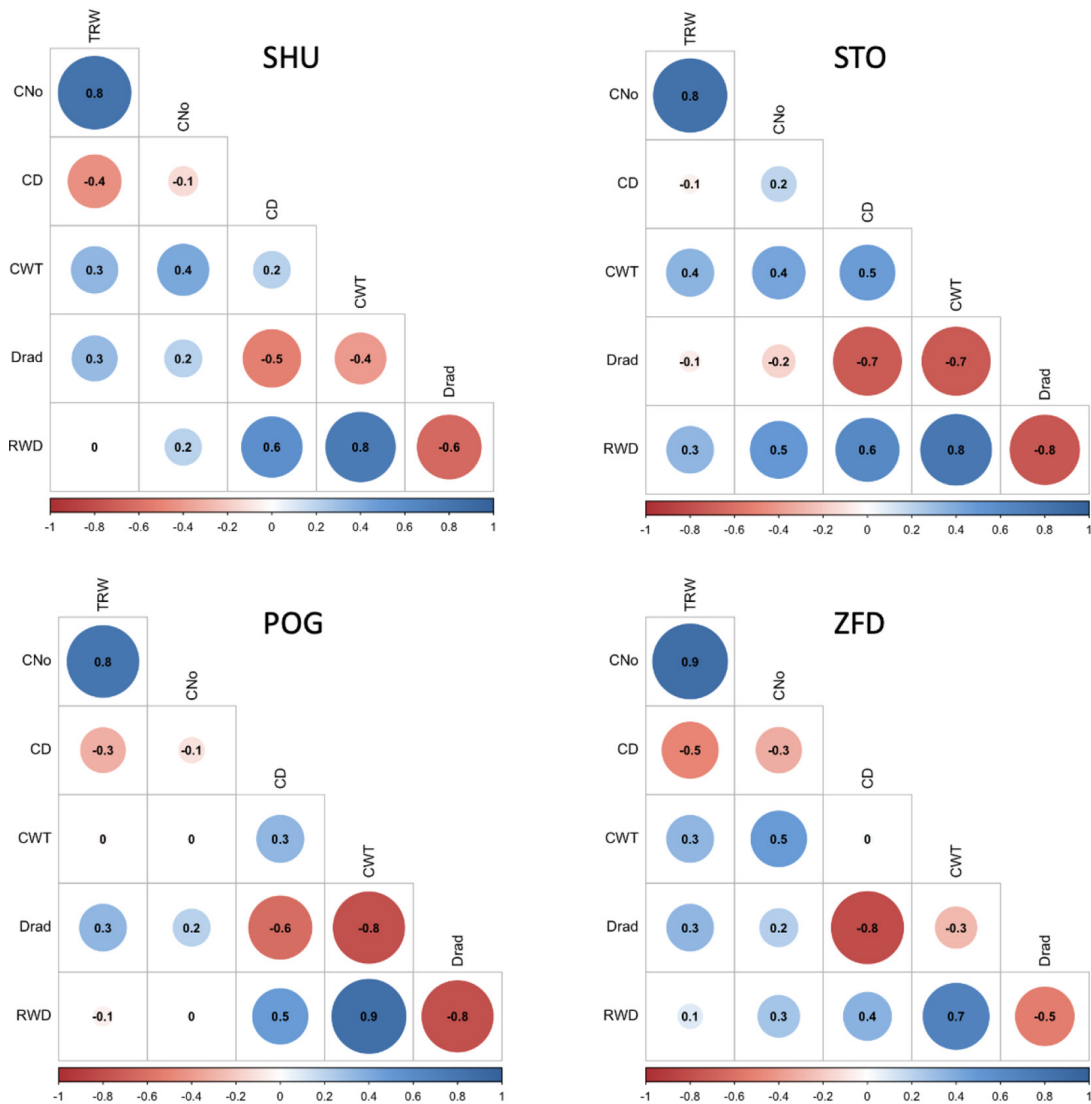 TRW
SHU
CNo 0.8
CNo
CD -0.4 -0.1
CD
CWT 0.3 0.4 0.2
CWT
Drad 0.3 0.2 -0.5 -0.4
Drad
RWD 0 0.2 0.6 0.8 -0.6
-1 -0.8 -0.6 -0.4 -0.2 0 0.2 0.4 0.6 0.8 1
TRW
STO
CNo 0.8
CNo
CD -0.1 0.2
CD
CWT 0.4 0.4 0.5
CWT
Drad -0.1 -0.2 -0.7 -0.7
Drad
RWD 0.3 0.5 0.6 0.8 -0.8
-1 -0.8 -0.6 -0.4 -0.2 0 0.2 0.4 0.6 0.8 1
TRW
POG
CNo 0.8
CNo
CD -0.3 -0.1
CD
CWT 0 0 0.3
CWT
Drad 0.3 0.2 -0.6 -0.8
Drad
RWD -0.1 0 0.5 0.9 -0.8
-1 -0.8 -0.6 -0.4 -0.2 0 0.2 0.4 0.6 0.8 1
TRW
ZFD
CNo 0.9
CNo
CD -0.5 -0.3
CD
CWT 0.3 0.5 0
CWT
Drad 0.3 0.2 -0.8 -0.3
Drad
RWD 0.1 0.3 0.4 0.7 -0.5
-1 -0.8 -0.6 -0.4 -0.2 0 0.2 0.4 0.6 0.8 1